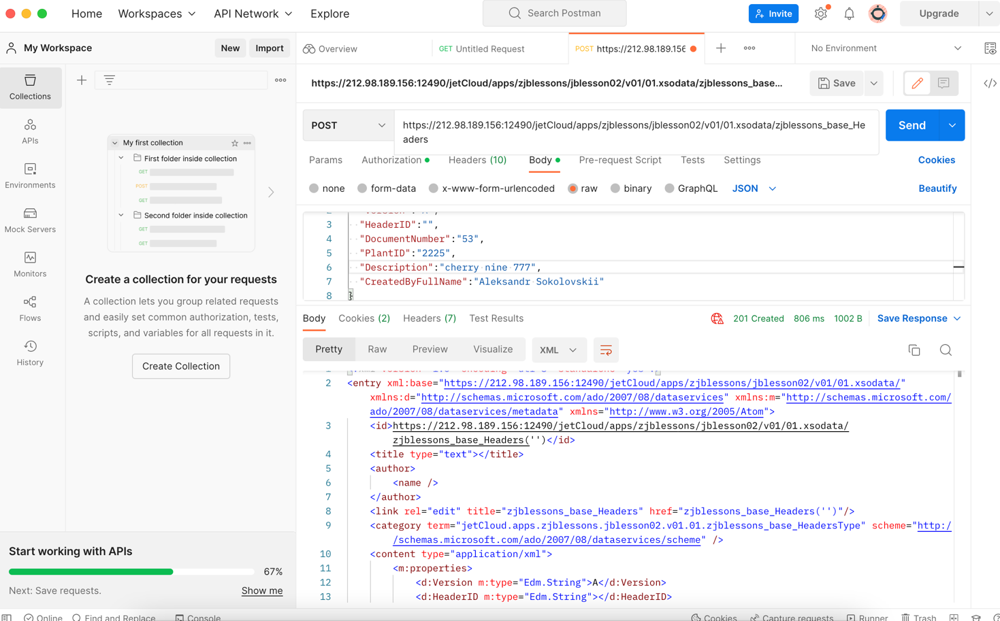 Home Workspaces API Network Explore Search Postman Invite Upgrade
My Workspace New Import Overview GET Untitled Request POST https://212.98.189.156 No Environment
https://212.98.189.156:12490/jetCloud/apps/zjblessons/jblesson02/v01/01.xsodata/zjblessons_base... Save
Collections
APIs
Environments
Mock Servers
Monitors
Flows
History
My first collection
First folder inside collection
GET
POST
GET
Second folder inside collection
GET
GET
Create a collection for your requests
A collection lets you group related requests
and easily set common authorization, tests,
scripts, and variables for all requests in it.
Create Collection
Start working with APIs
67%
Next: Save requests. Show me
POST https://212.98.189.156:12490/jetCloud/apps/zjblessons/jblesson02/v01/01.xsodata/zjblessons_base_He
aders
Send
Params Authorization Headers (10) Body Pre-request Script Tests Settings Cookies
none form-data x-www-form-urlencoded raw binary GraphQL JSON Beautify
3 "HeaderID":"",
4 "DocumentNumber":"53",
5 "PlantID":"2225",
6 "Description":"cherry nine 777",
7 "CreatedByFullName":"Aleksandr Sokolovskii"
8 }
Body Cookies (2) Headers (7) Test Results 201 Created 806 ms 1002 B Save Response
Pretty Raw Preview Visualize XML
2 <entry xml:base="https://212.98.189.156:12490/jetCloud/apps/zjblessons/jblesson02/v01/01.xsodata/"
xmlns:d="http://schemas.microsoft.com/ado/2007/08/dataservices" xmlns:m="http://schemas.microsoft.com/
ado/2007/08/dataservices/metadata" xmlns="http://www.w3.org/2005/Atom">
3 <id>https://212.98.189.156:12490/jetCloud/apps/zjblessons/jblesson02/v01/01.xsodata/
zjblessons_base_Headers('')</id>
4 <title type="text"></title>
5 <author>
6 <name />
7 </author>
8 <link rel="edit" title="zjblessons_base_Headers" href="zjblessons_base_Headers('')"/>
9 <category term="jetCloud.apps.zjblessons.jblesson02.v01.01.zjblessons_base_HeadersType" scheme="http:/
/schemas.microsoft.com/ado/2007/08/dataservices/scheme" />
10 <content type="application/xml">
11 <m:properties>
12 <d:Version m:type="Edm.String">A</d:Version>
13 <d:HeaderID m:type="Edm.String"></d:HeaderID>
Online Find and Replace Console Cookies Capture requests Runner Trash